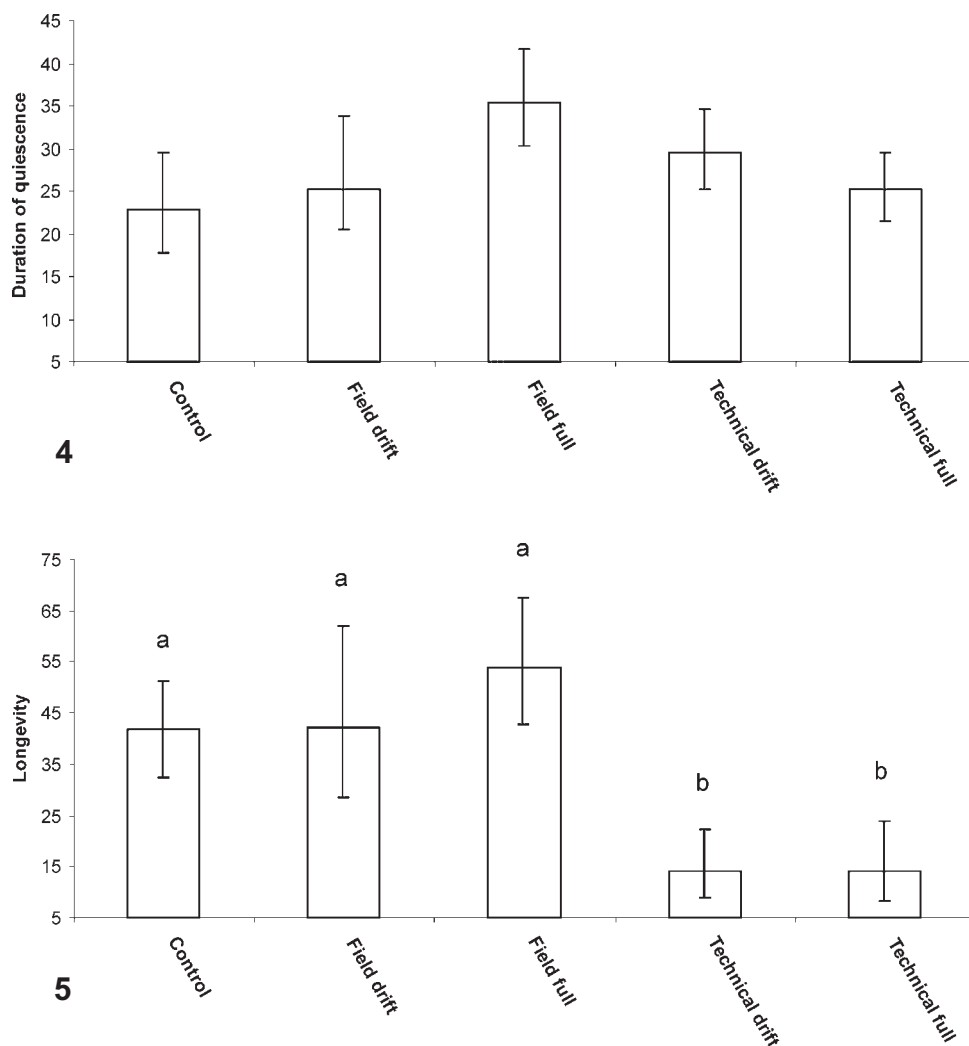 45
40
35
30
25
20
15
10
5
Duration of quiescence
Control
Field drift
Field full
Technical drift
Technical full
4
75
65
55
45
35
25
15
5
Longevity
a
a
a
b
b
Control
Field drift
Field full
Technical drift
Technical full
5